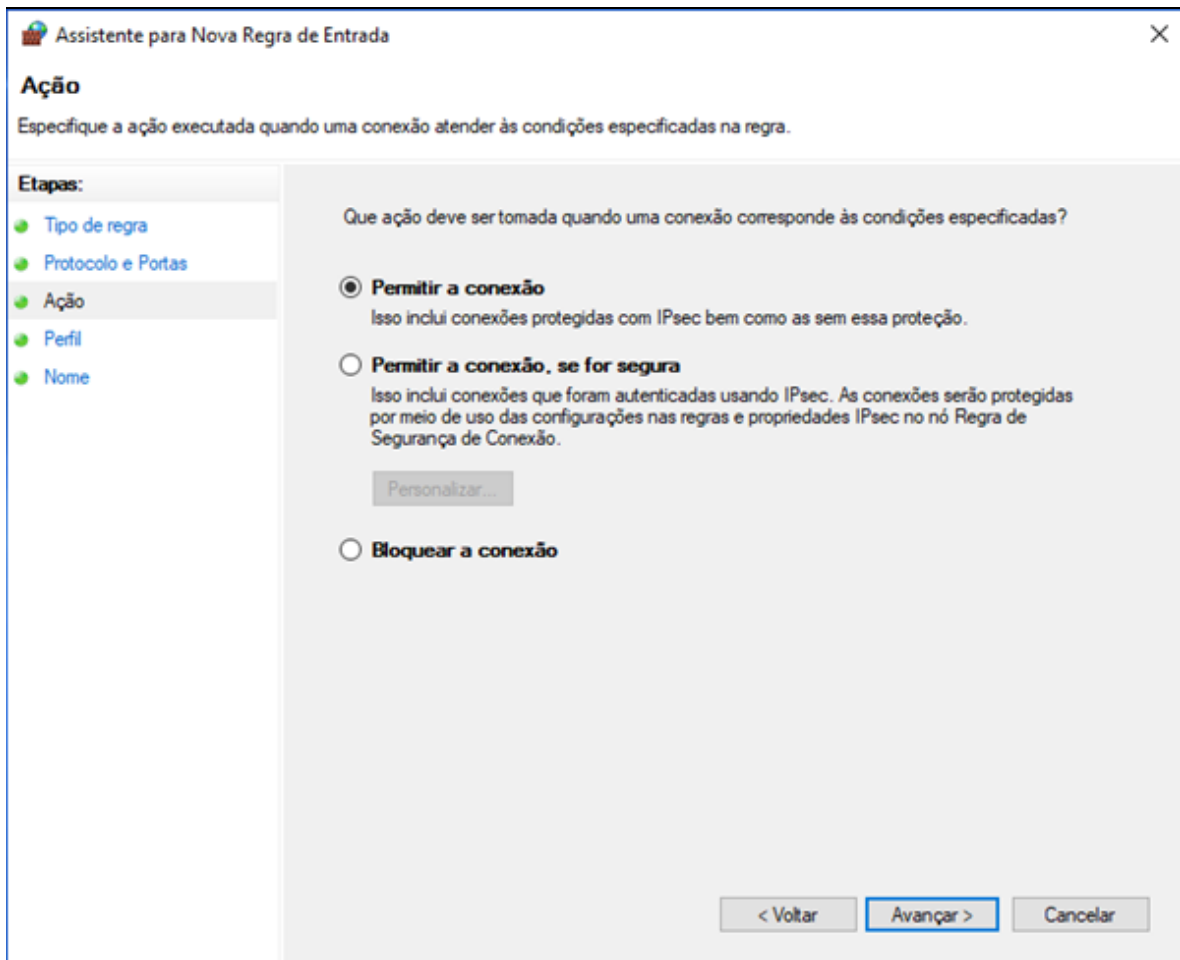 Assistente para Nova Regra de Entrada
Ação
Especifique a ação executada quando uma conexão atender às condições especificadas na regra.
Etapas:
Tipo de regra
Protocolo e Portas
Ação
Perfil
Nome
Que ação deve ser tomada quando uma conexão corresponde às condições especificadas?
Permitir a conexão
Isso inclui conexões protegidas com IPsec bem como as sem essa proteção.
Permitir a conexão, se for segura
Isso inclui conexões que foram autenticadas usando IPsec. As conexões serão protegidas
por meio de uso das configurações nas regras e propriedades IPsec no nó Regra de
Segurança de Conexão.
Personalizar...
Bloquear a conexão
< Voltar
Avançar >
Cancelar